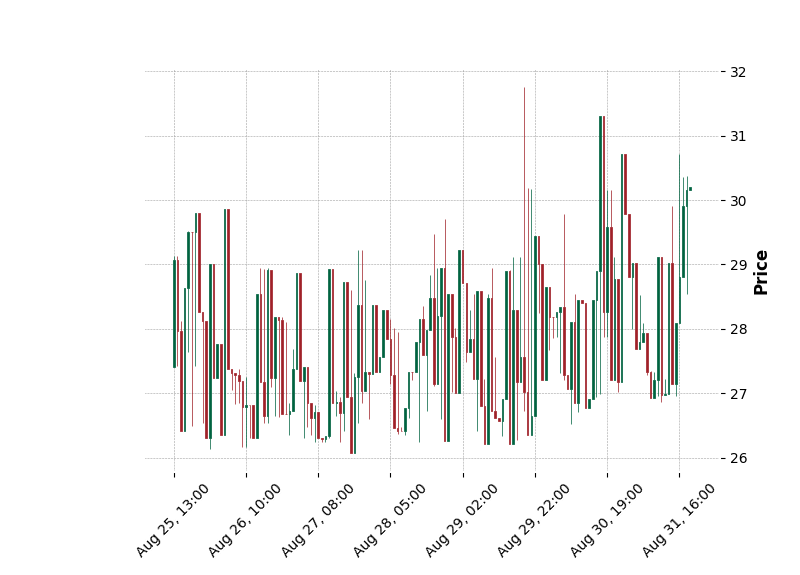 32
31
30
29
28
27
26
Price
Aug 25, 13:00
Aug 26, 10:00
Aug 27, 08:00
Aug 28, 05:00
Aug 29, 02:00
Aug 29, 22:00
Aug 30, 19:00
Aug 31, 16:00